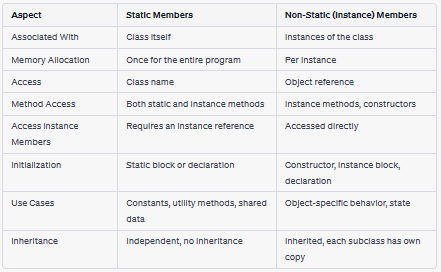 Aspect Static Members Non-Static (Instance) Members
Associated With Class itself Instances of the class
Memory Allocation Once for the entire program Per instance
Access Class name Object reference
Method Access Both static and instance methods Instance methods, constructors
Access Instance Members Requires an instance reference Accessed directly
Initialization Static block or declaration Constructor, instance block, declaration
Use Cases Constants, utility methods, shared data Object-specific behavior, state
Inheritance Independent, no inheritance Inherited, each subclass has own copy